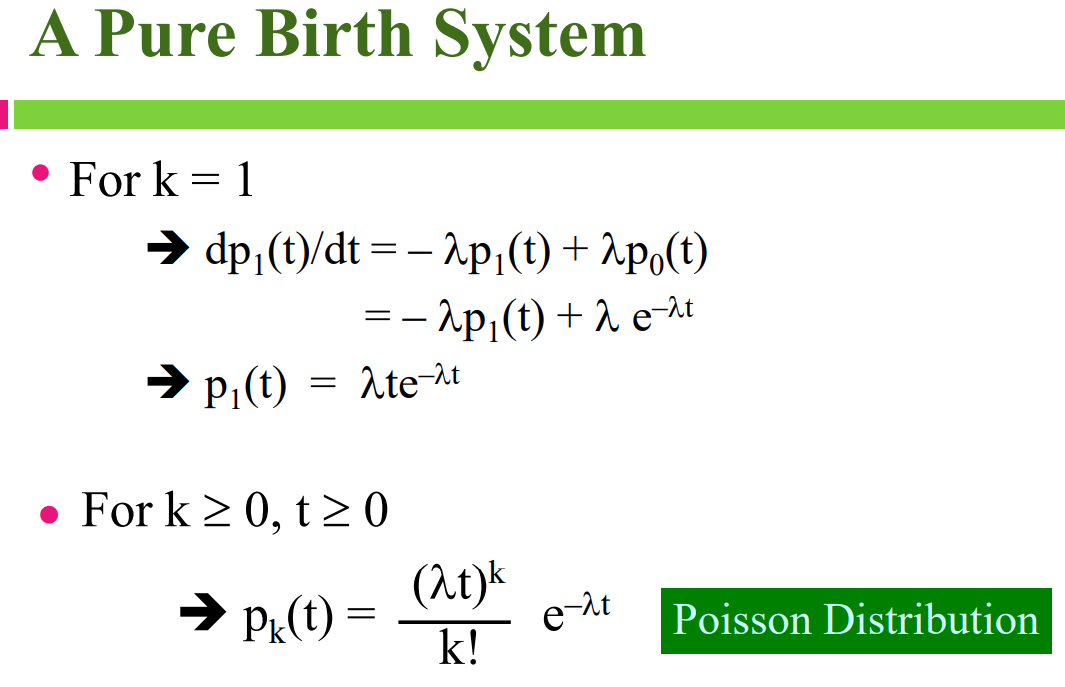 A Pure Birth System
• For k = 1
➔ dp₁(t)/dt = – λp₁(t) + λp₀(t)
= – λp₁(t) + λ e^–λt
➔ p₁(t) = λte^–λt
• For k ≥ 0, t ≥ 0
➔ pₖ(t) = (λt)^k / k! e^–λt
Poisson Distribution